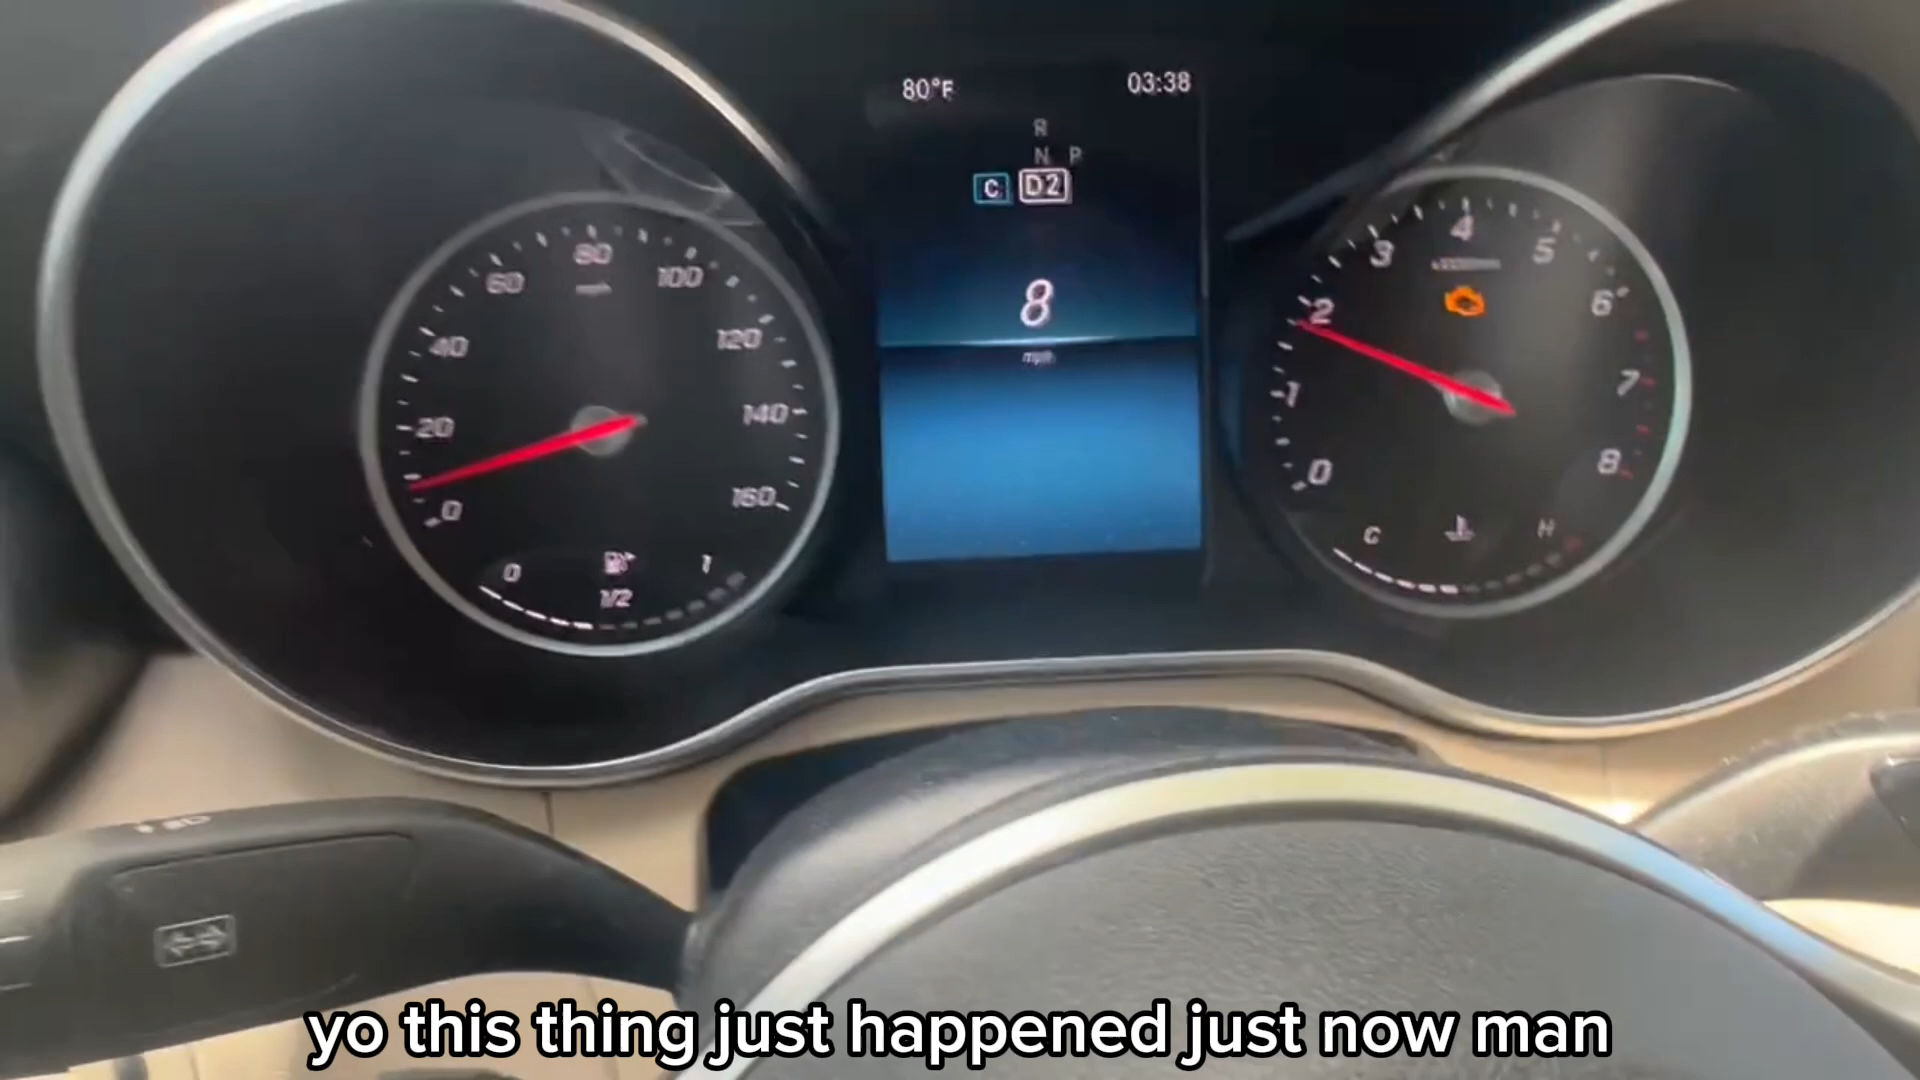 80°F 03:38
R
N P
C D2
8
mph
0 20 40 60 80 100 120 140 160
mph
0 1/2 1
0 1 2 3 4 5 6 7 8
C H
yo this thing just happened just now man